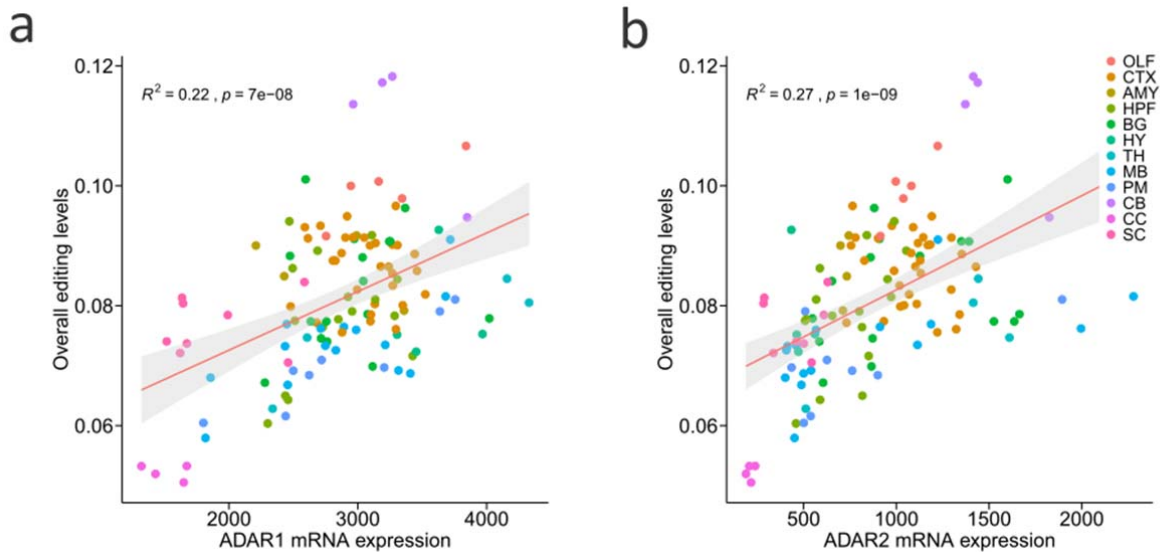 a
b
R² = 0.22 , p = 7e−08
R² = 0.27 , p = 1e−09
Overall editing levels
0.12
0.10
0.08
0.06
2000
3000
4000
ADAR1 mRNA expression
Overall editing levels
0.12
0.10
0.08
0.06
500
1000
1500
2000
ADAR2 mRNA expression
OLF
CTX
AMY
HPF
BG
HY
TH
MB
PM
CB
CC
SC